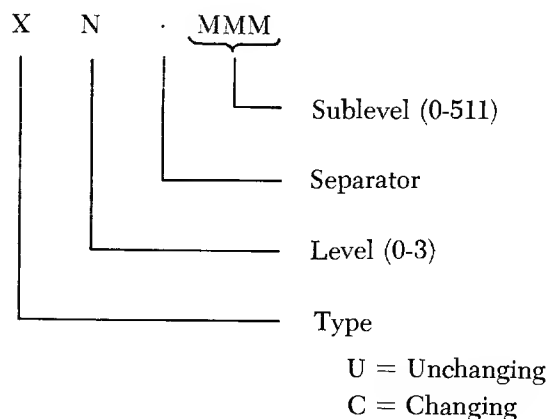 X N . MMM
Sublevel (0-511)
Separator
Level (0-3)
Type
U = Unchanging
C = Changing